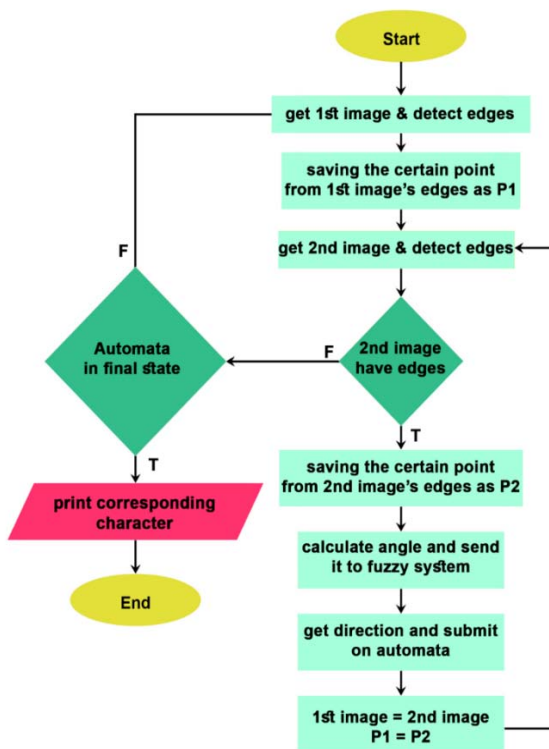 Start
get 1st image & detect edges
saving the certain point
from 1st image's edges as P1
get 2nd image & detect edges
F
Automata
in final state
F
2nd image
have edges
T
T
saving the certain point
from 2nd image's edges as P2
print corresponding
character
calculate angle and send
it to fuzzy system
End
get direction and submit
on automata
1st image = 2nd image
P1 = P2